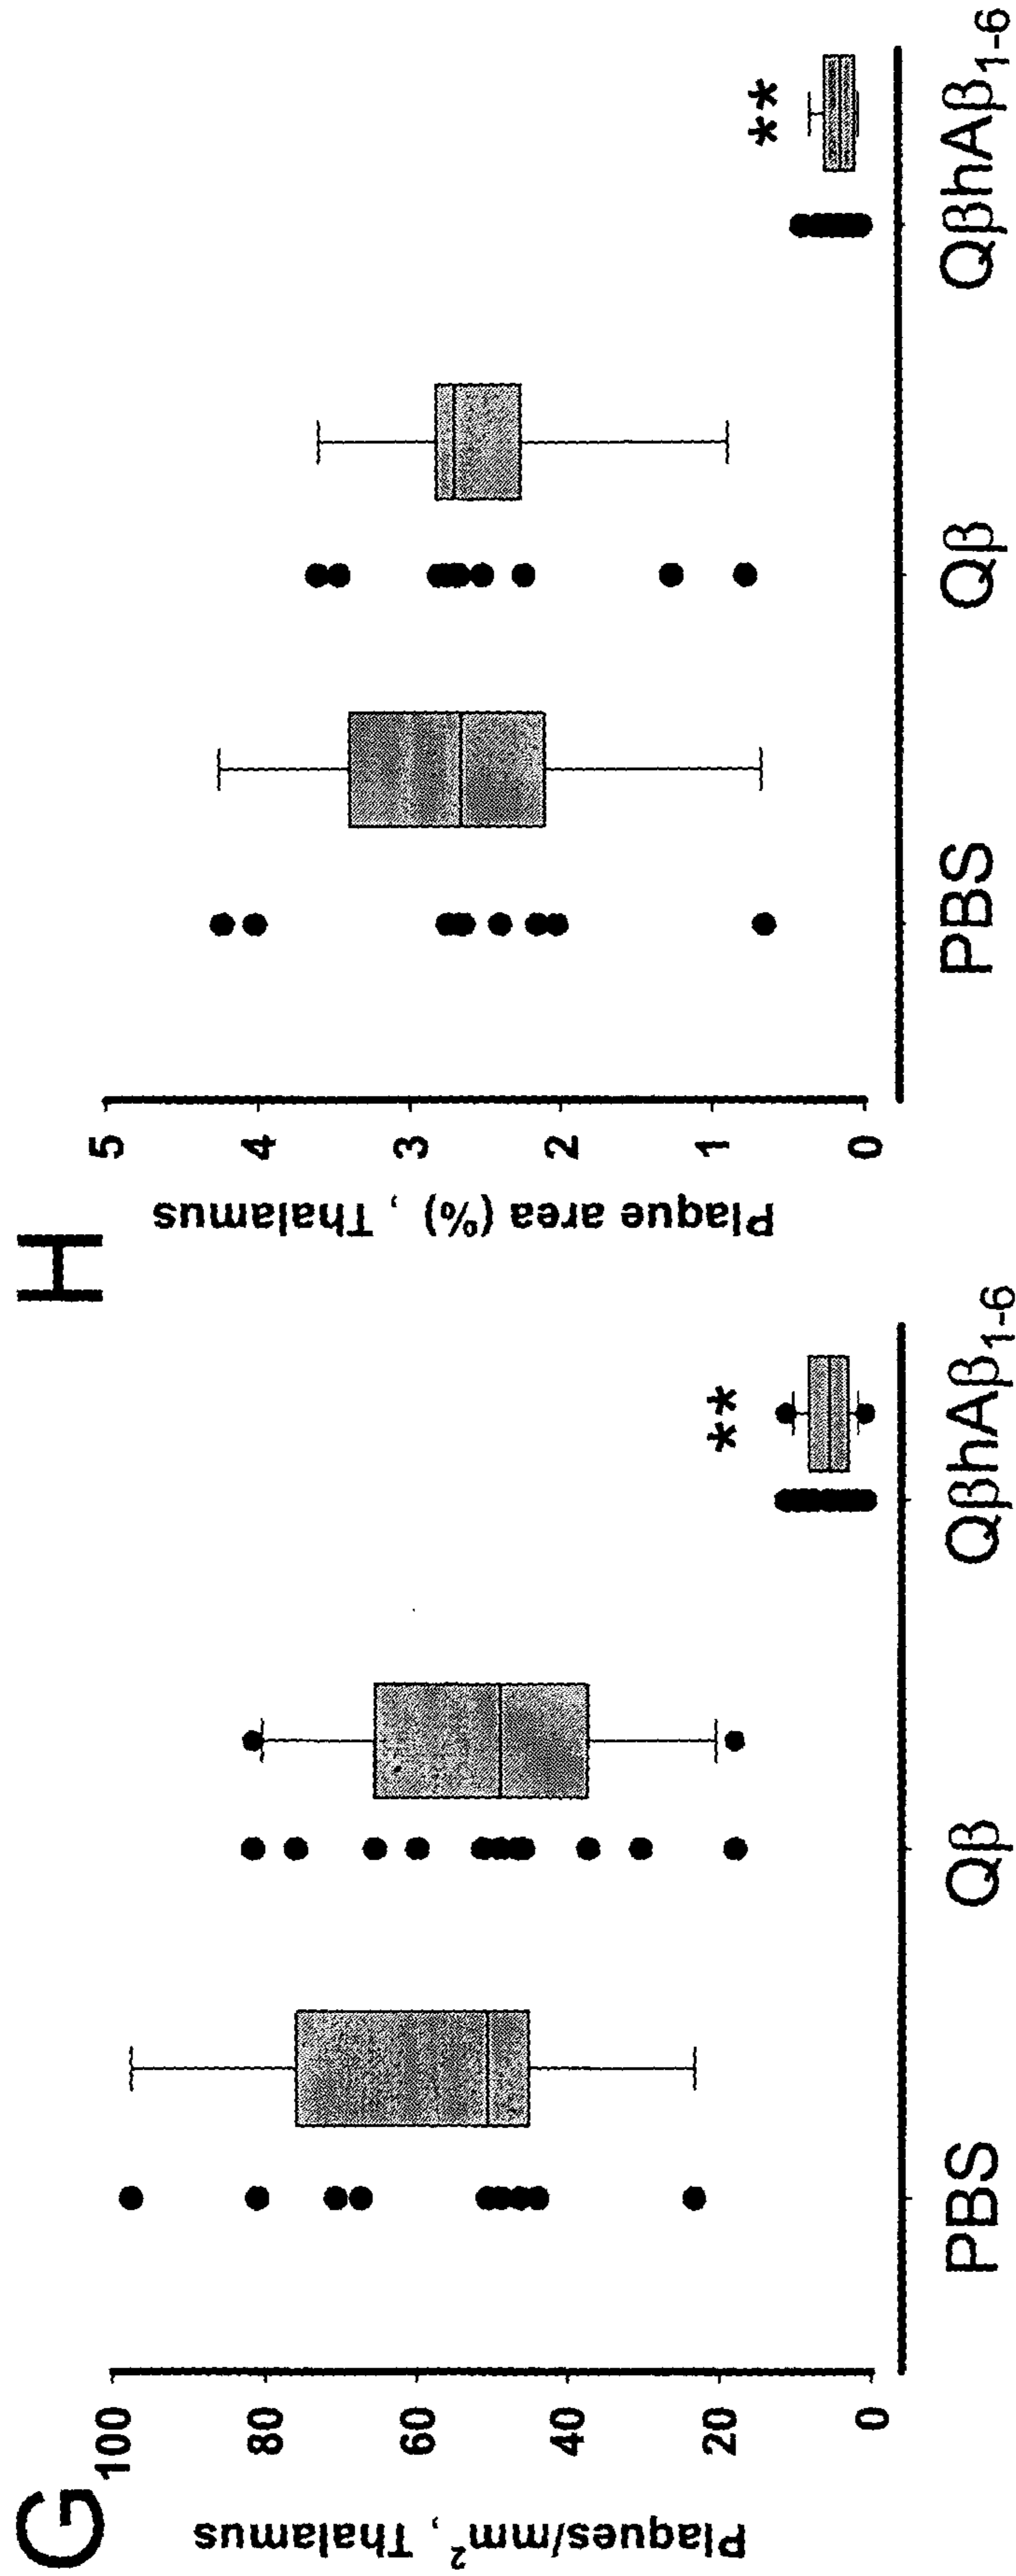 G
Plaques/mm², Thalamus
100
80
60
40
20
0
**
PBS
Qβ
QβhAβ₁₋₆
H
Plaque area (%) , Thalamus
5
4
3
2
1
0
**
PBS
Qβ
QβhAβ₁₋₆